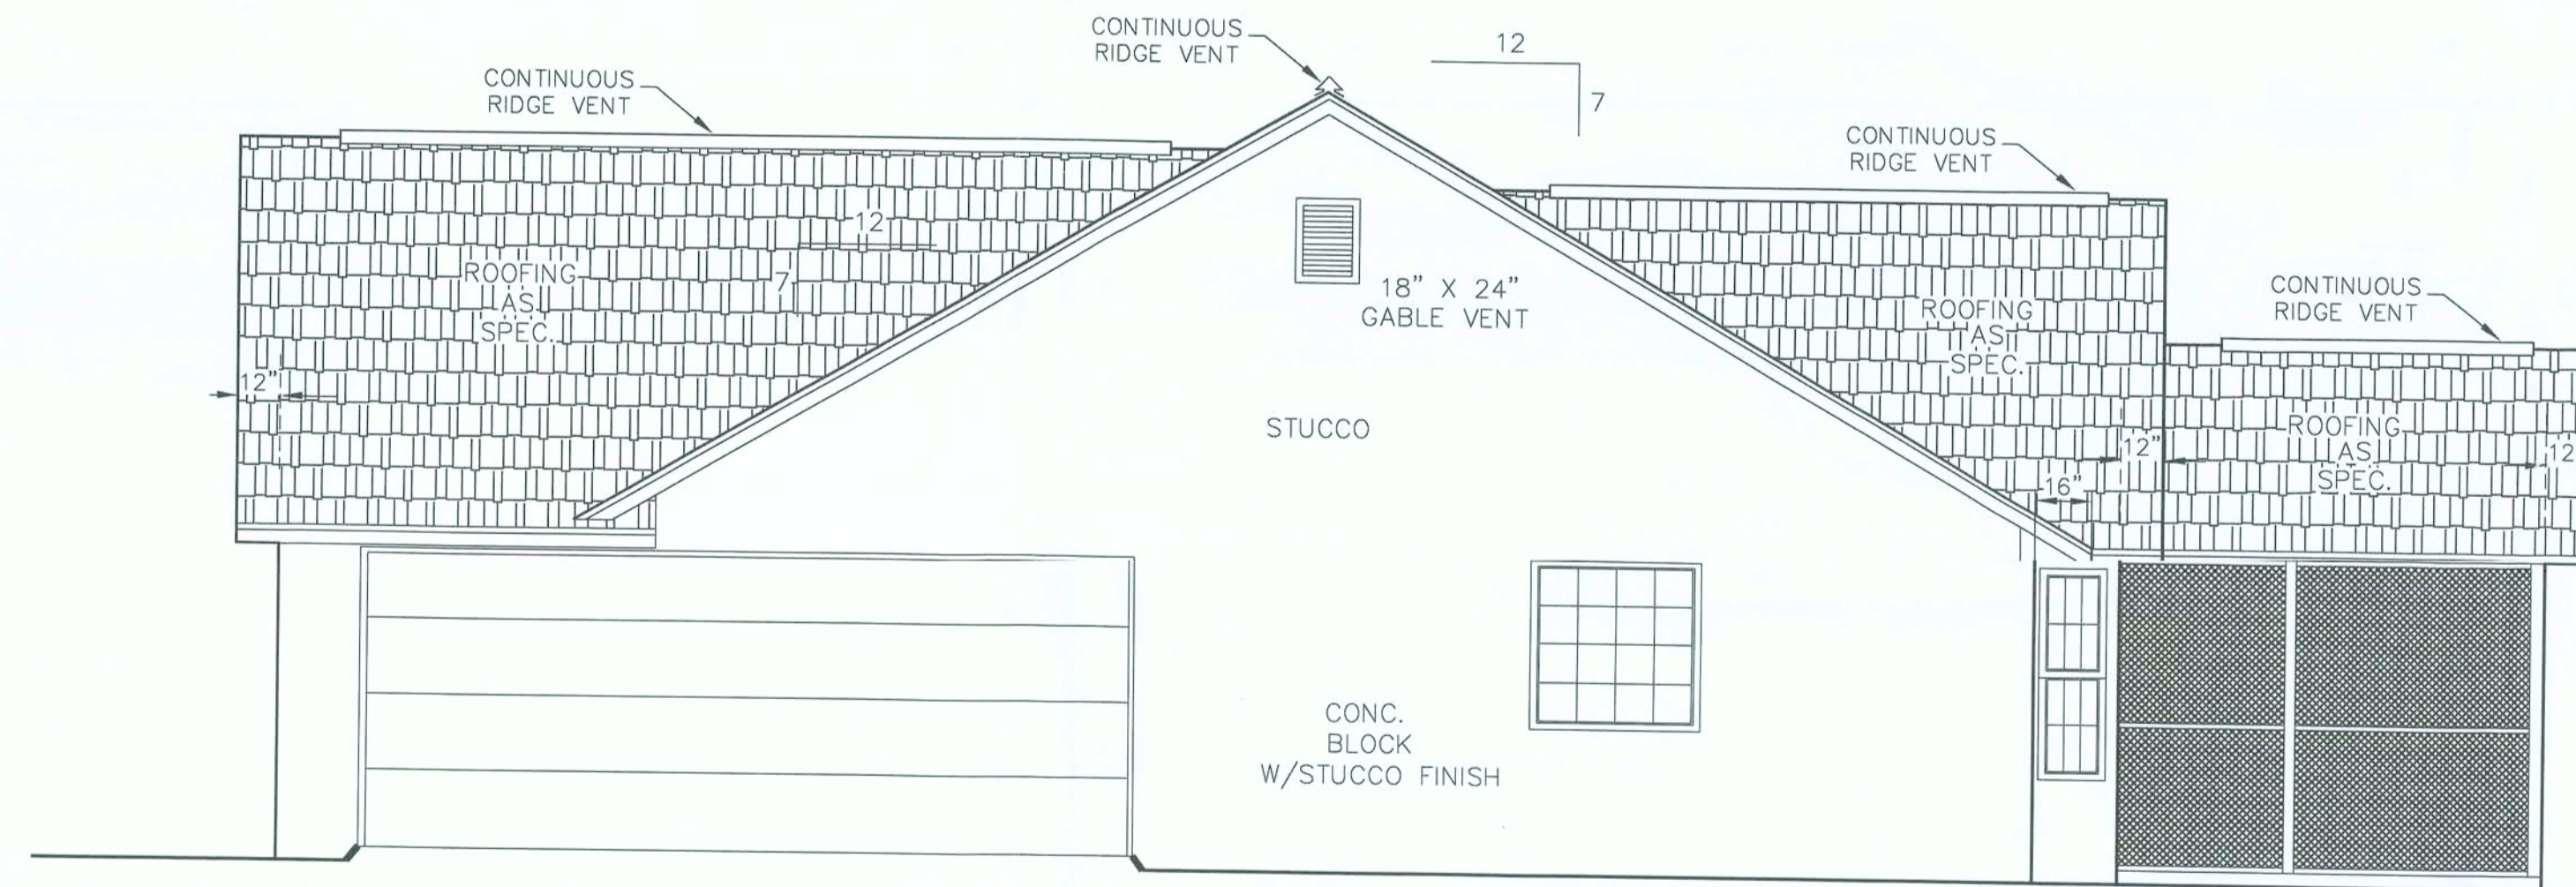 CONTINUOUS
RIDGE VENT
CONTINUOUS
RIDGE VENT
12
7
CONTINUOUS
RIDGE VENT
CONTINUOUS
RIDGE VENT
12
7
ROOFING
AS
SPEC.
12"
18" X 24"
GABLE VENT
ROOFING
AS
SPEC.
STUCCO
12"
16"
ROOFING
AS
SPEC.
12
CONC.
BLOCK
W/STUCCO FINISH